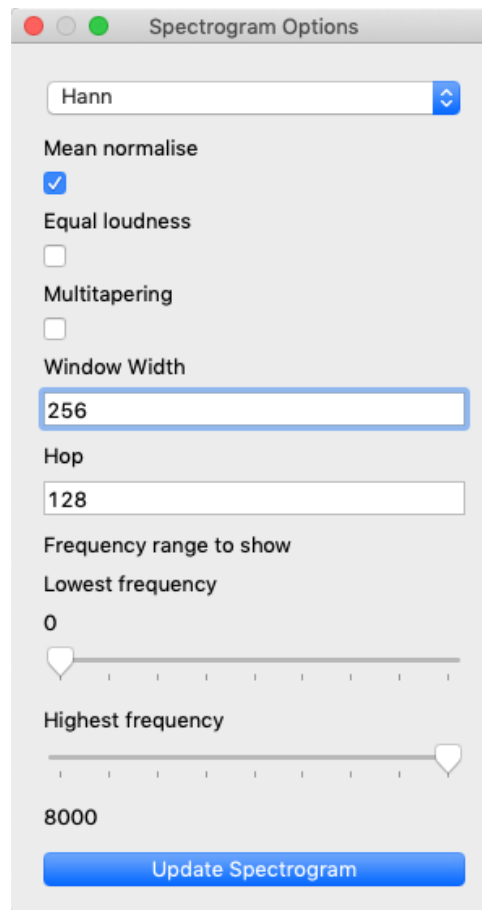 Spectrogram Options
Hann
Mean normalise
Equal loudness
Multitapering
Window Width
256
Hop
128
Frequency range to show
Lowest frequency
0
Highest frequency
8000
Update Spectrogram